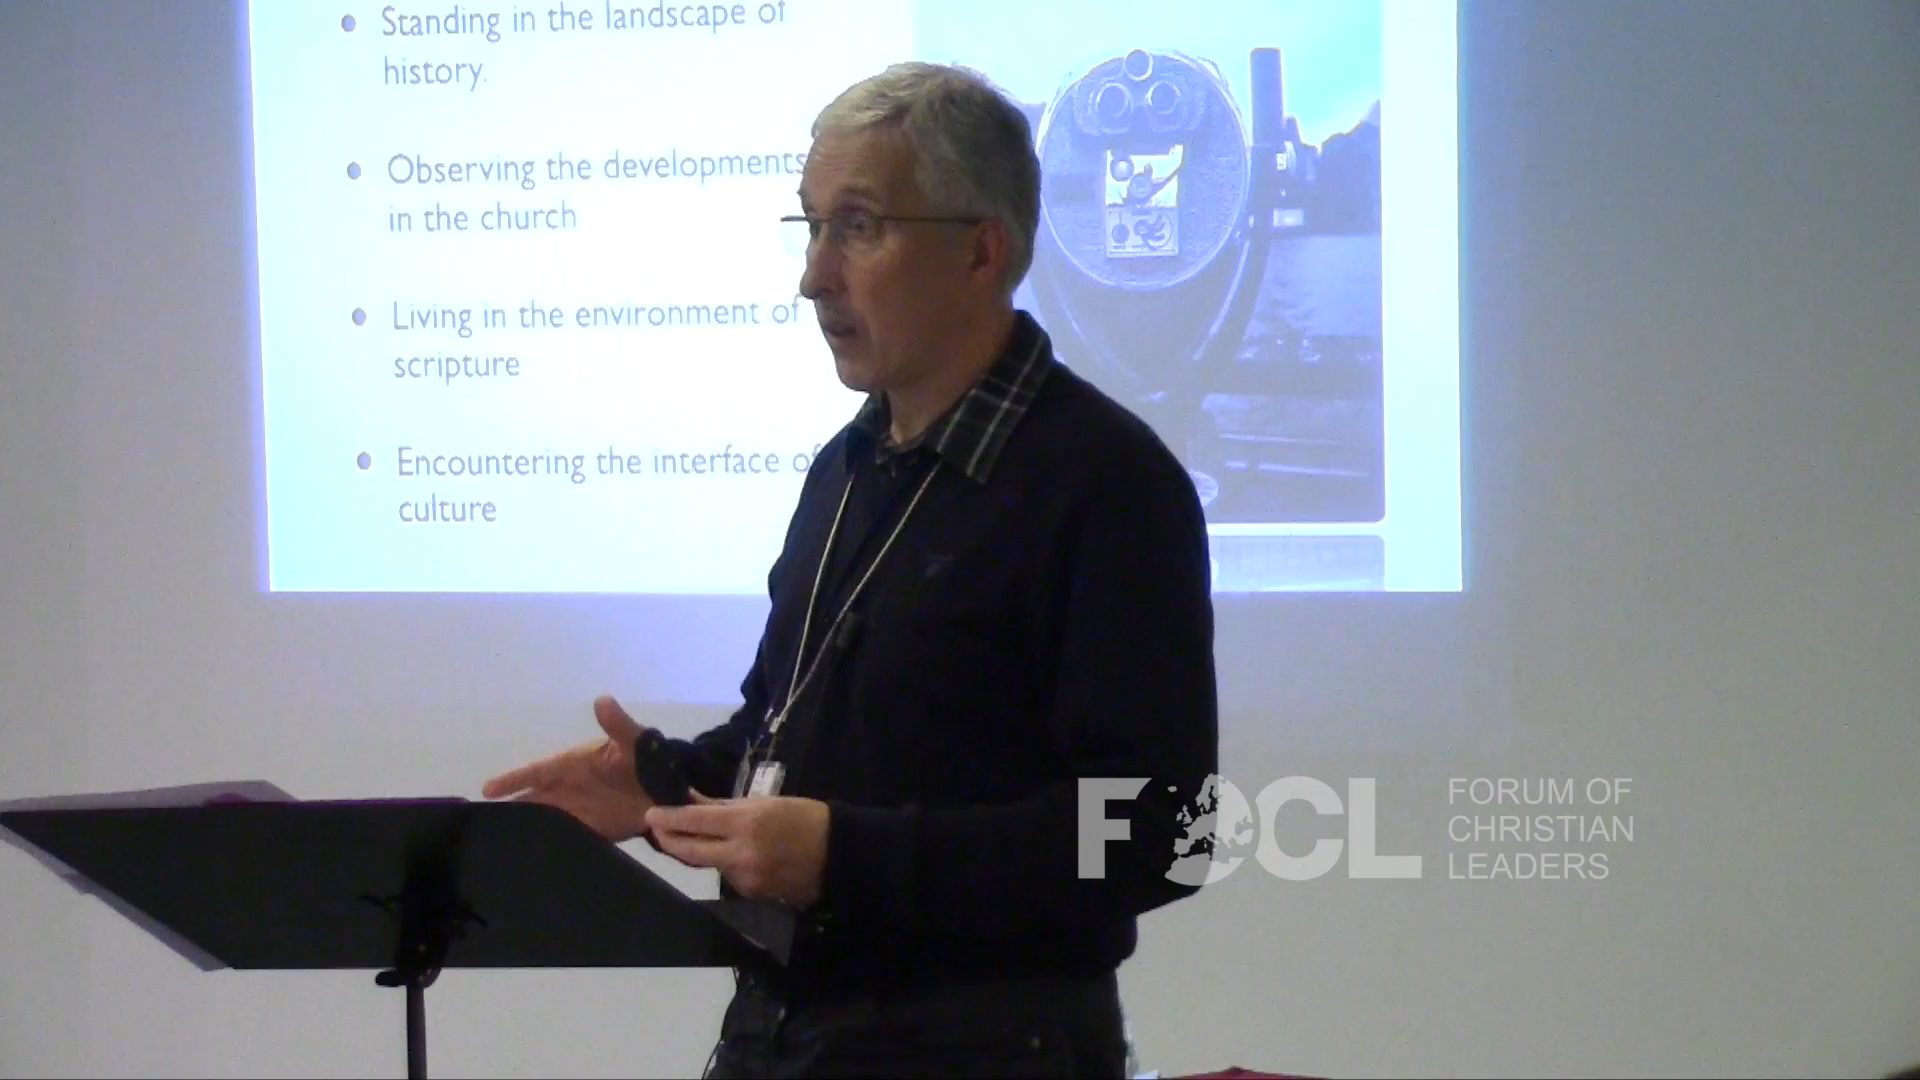 Standing in the landscape of
history.
Observing the developments
in the church
Living in the environment of
scripture
Encountering the interface of
culture
FOCL
FORUM OF
CHRISTIAN
LEADERS